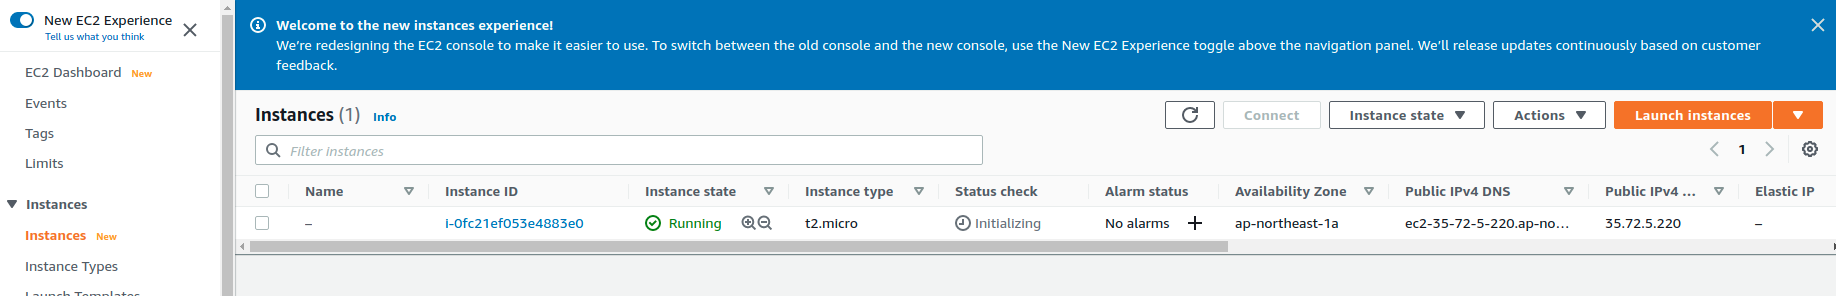 New EC2 Experience
Tell us what you think
EC2 Dashboard New
Events
Tags
Limits
Instances
Instances New
Instance Types
Launch Templates
Welcome to the new instances experience!
We're redesigning the EC2 console to make it easier to use. To switch between the old console and the new console, use the New EC2 Experience toggle above the navigation panel. We'll release updates continuously based on customer
feedback.
Instances (1) Info
Connect Instance state Actions Launch instances
Filter instances
1
Name Instance ID Instance state Instance type Status check Alarm status Availability Zone Public IPv4 DNS Public IPv4 ... Elastic IP
– i-0fc21ef053e4883e0 Running t2.micro Initializing No alarms + ap-northeast-1a ec2-35-72-5-220.ap-no... 35.72.5.220 –